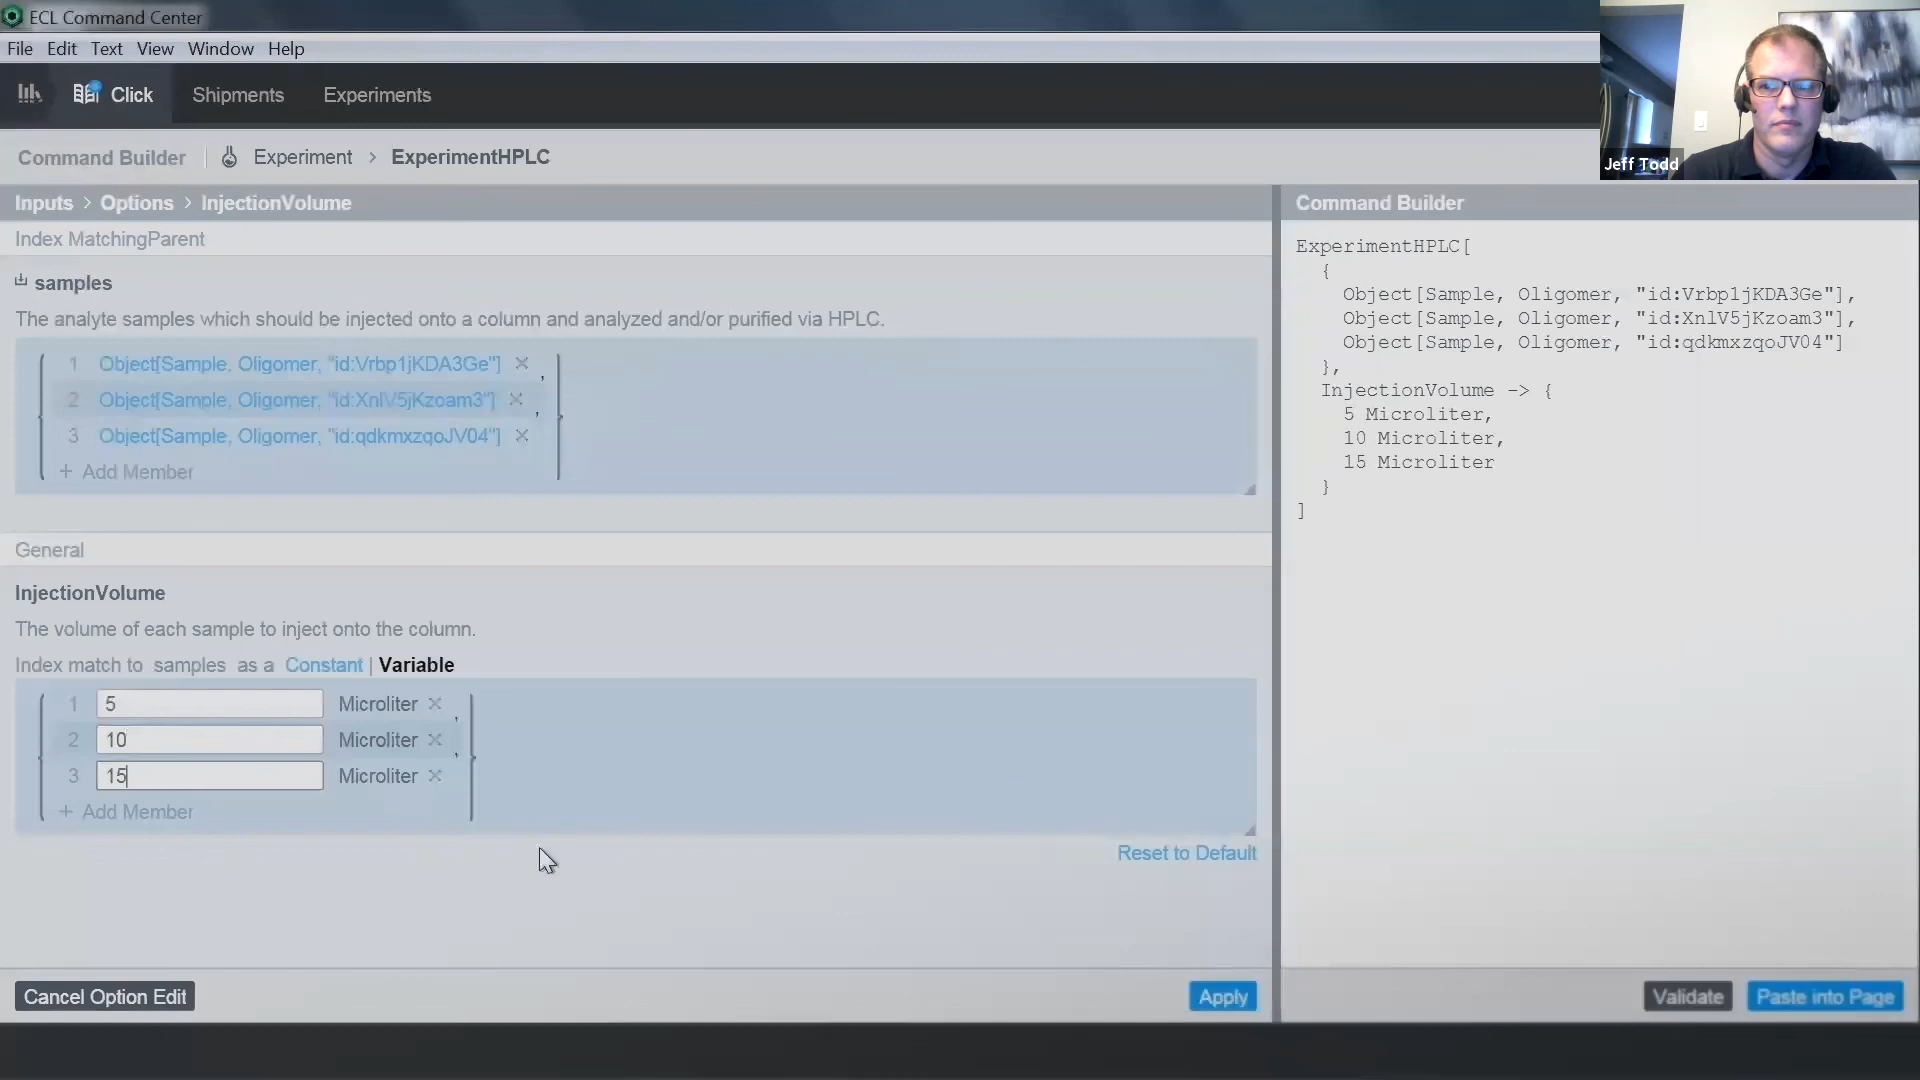 ECL Command Center
File Edit Text View Window Help
Click Shipments Experiments
Jeff Todd
Command Builder Experiment > ExperimentHPLC
Inputs > Options > InjectionVolume
Index MatchingParent
samples
The analyte samples which should be injected onto a column and analyzed and/or purified via HPLC.
1 Object[Sample, Oligomer, "id:Vrbp1jKDA3Ge"] ,
2 Object[Sample, Oligomer, "id:XnlV5jKzoam3"] ,
3 Object[Sample, Oligomer, "id:qdkmxzqoJV04"]
+ Add Member
General
InjectionVolume
The volume of each sample to inject onto the column.
Index match to samples as a Constant | Variable
1 5 Microliter ,
2 10 Microliter ,
3 15 Microliter
+ Add Member
Reset to Default
Cancel Option Edit Apply
Command Builder
ExperimentHPLC[
{
Object[Sample, Oligomer, "id:Vrbp1jKDA3Ge"],
Object[Sample, Oligomer, "id:XnlV5jKzoam3"],
Object[Sample, Oligomer, "id:qdkmxzqoJV04"]
},
InjectionVolume -> {
5 Microliter,
10 Microliter,
15 Microliter
}
]
Validate Paste into Page